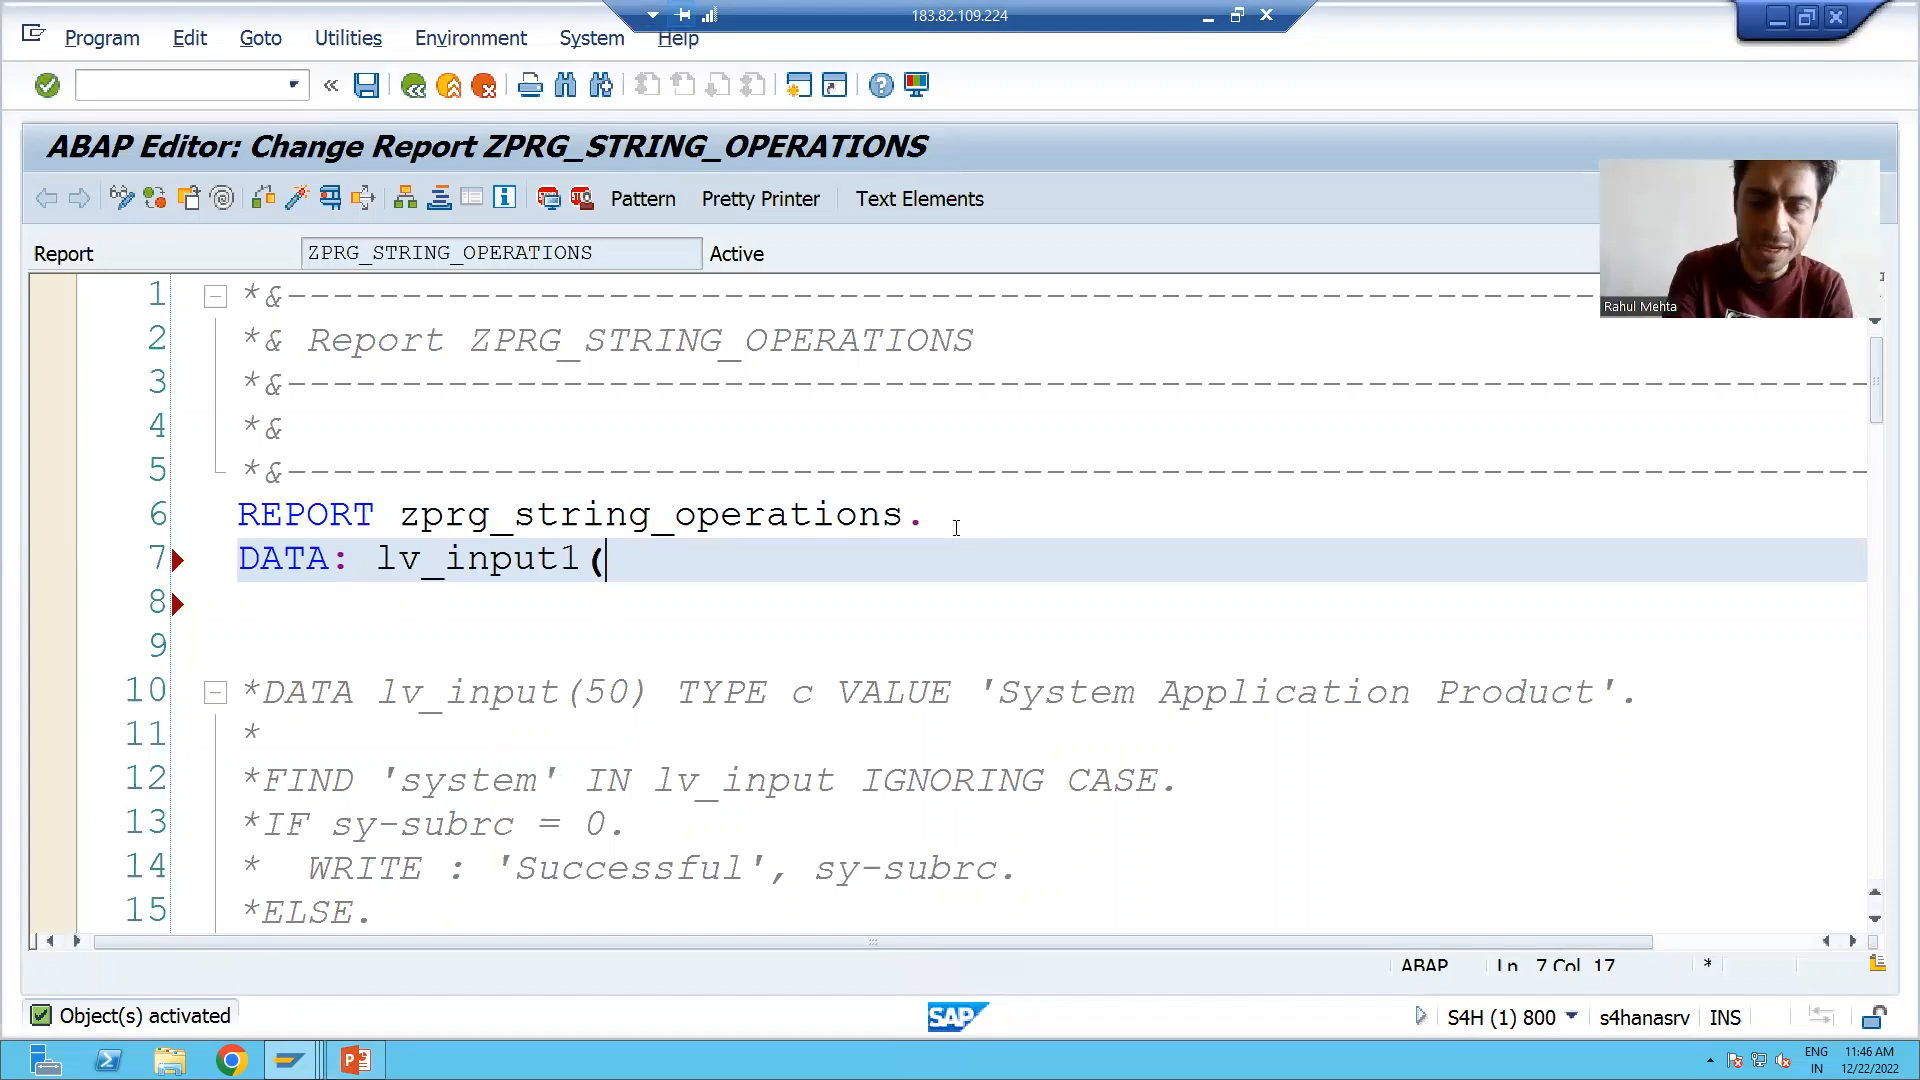 183.82.109.224
Program Edit Goto Utilities Environment System Help
ABAP Editor: Change Report ZPRG_STRING_OPERATIONS
Pattern Pretty Printer Text Elements
Rahul Mehta
Report ZPRG_STRING_OPERATIONS Active
1 *&---------------------------------------------------------
2 *& Report ZPRG_STRING_OPERATIONS
3 *&---------------------------------------------------------------------
4 *&
5 *&---------------------------------------------------------------------
6 REPORT zprg_string_operations.
7 DATA: lv_input1(
8
9
10 *DATA lv_input(50) TYPE c VALUE 'System Application Product'.
11 *
12 *FIND 'system' IN lv_input IGNORING CASE.
13 *IF sy-subrc = 0.
14 *  WRITE : 'Successful', sy-subrc.
15 *ELSE.
ABAP Ln 7 Col 17 *
Object(s) activated SAP S4H (1) 800 s4hanasrv INS
ENG 11:46 AM
IN 12/22/2022